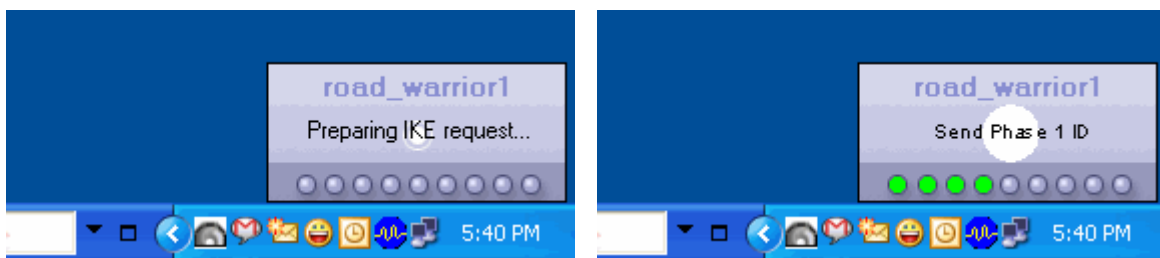 road_warrior1
Preparing IKE request...
5:40 PM
road_warrior1
Send Phase 1 ID
5:40 PM